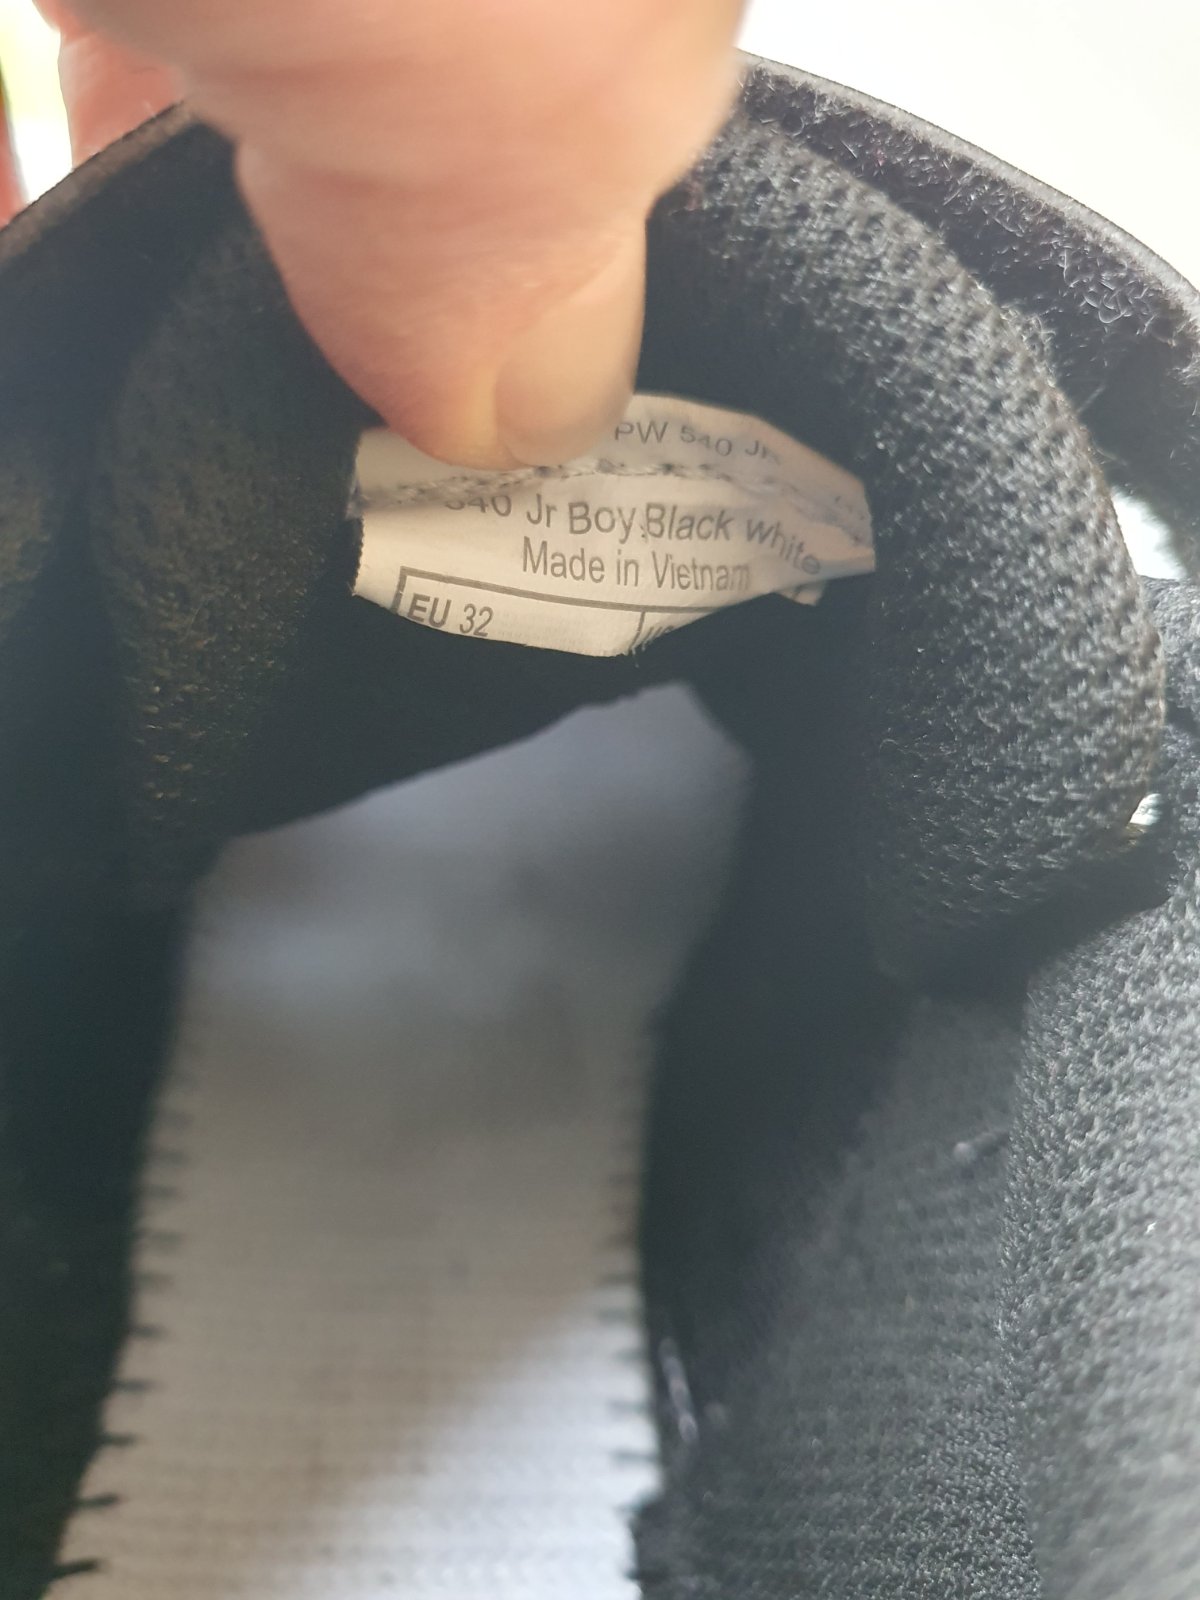 PW 540 Jr
540 Jr Boy Black white
Made in Vietnam
EU 32